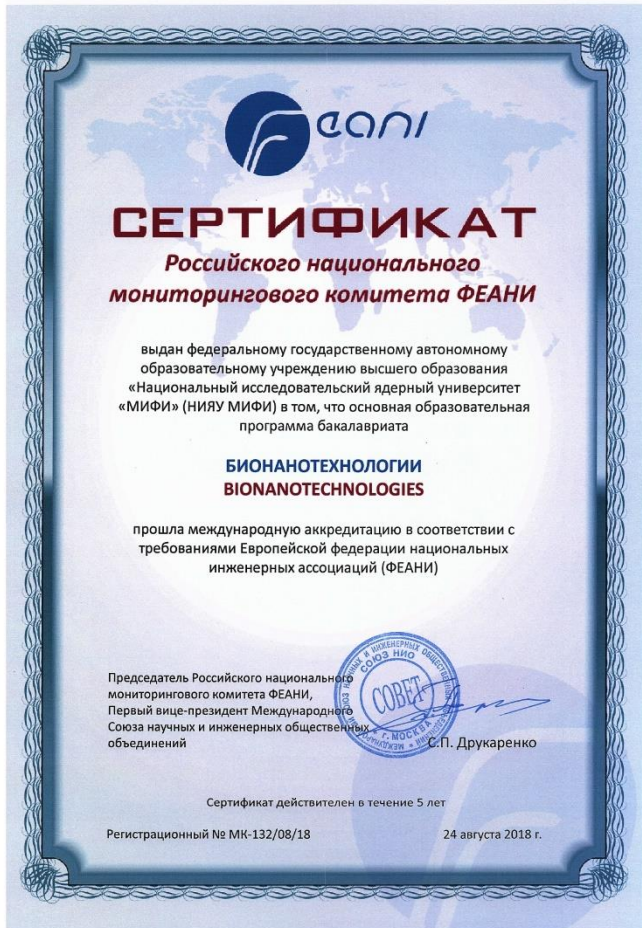 feani
СЕРТИФИКАТ
Российского национального
мониторингового комитета ФЕАНИ
выдан федеральному государственному автономному
образовательному учреждению высшего образования
«Национальный исследовательский ядерный университет
«МИФИ» (НИЯУ МИФИ) в том, что основная образовательная
программа бакалавриата
БИОНАНОТЕХНОЛОГИИ
BIONANOTECHNOLOGIES
прошла международную аккредитацию в соответствии с
требованиями Европейской федерации национальных
инженерных ассоциаций (ФЕАНИ)
СОЮЗ НИО
СОВЕТ
г. МОСКВА
Председатель Российского национального
мониторингового комитета ФЕАНИ,
Первый вице-президент Международного
Союза научных и инженерных общественных
объединений
С.П. Друкаренко
Сертификат действителен в течение 5 лет
Регистрационный № МК-132/08/18
24 августа 2018 г.